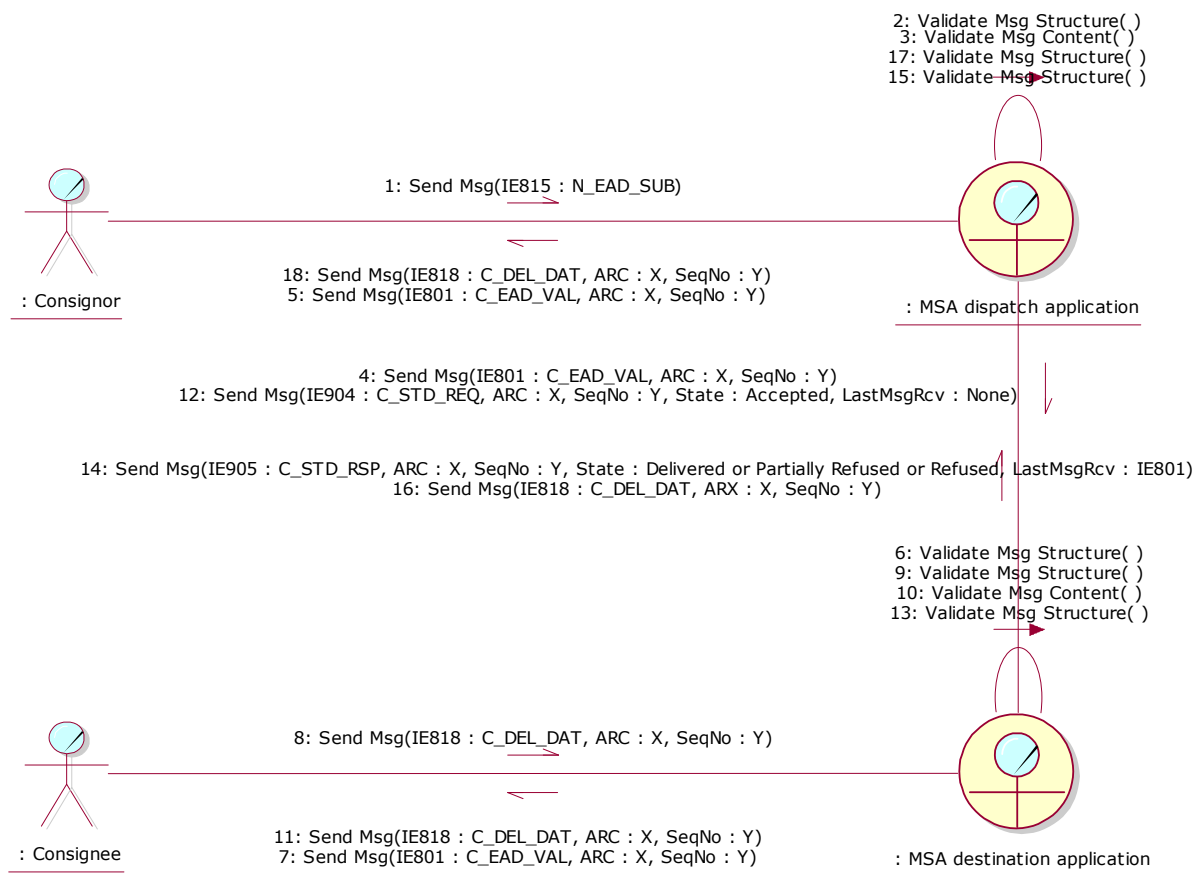 2: Validate Msg Structure( )
3: Validate Msg Content( )
17: Validate Msg Structure( )
15: Validate Msg Structure( )
1: Send Msg(IE815 : N_EAD_SUB)
18: Send Msg(IE818 : C_DEL_DAT, ARC : X, SeqNo : Y)
5: Send Msg(IE801 : C_EAD_VAL, ARC : X, SeqNo : Y)
: Consignor
: MSA dispatch application
4: Send Msg(IE801 : C_EAD_VAL, ARC : X, SeqNo : Y)
12: Send Msg(IE904 : C_STD_REQ, ARC : X, SeqNo : Y, State : Accepted, LastMsgRcv : None)
14: Send Msg(IE905 : C_STD_RSP, ARC : X, SeqNo : Y, State : Delivered or Partially Refused or Refused, LastMsgRcv : IE801)
16: Send Msg(IE818 : C_DEL_DAT, ARX : X, SeqNo : Y)
6: Validate Msg Structure( )
9: Validate Msg Structure( )
10: Validate Msg Content( )
13: Validate Msg Structure( )
8: Send Msg(IE818 : C_DEL_DAT, ARC : X, SeqNo : Y)
11: Send Msg(IE818 : C_DEL_DAT, ARC : X, SeqNo : Y)
7: Send Msg(IE801 : C_EAD_VAL, ARC : X, SeqNo : Y)
: Consignee
: MSA destination application